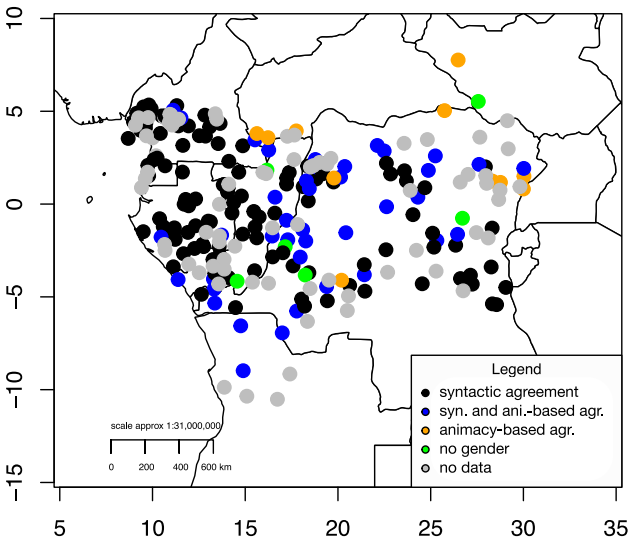 10
5
0
−5
−10
−15
scale approx 1:31,000,000
0 200 400 600 km
Legend
syntactic agreement
syn. and ani.-based agr.
animacy-based agr.
no gender
no data
5 10 15 20 25 30 35